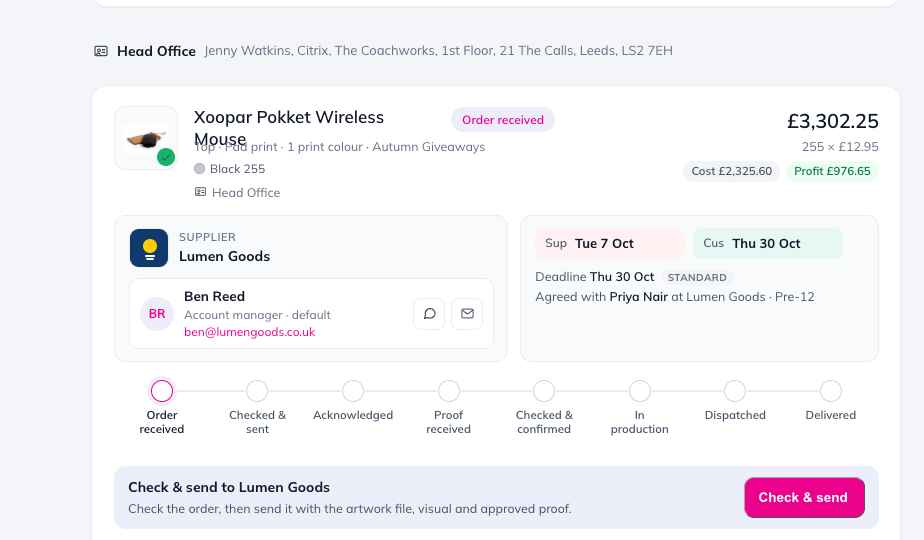 Head Office Jenny Watkins, Citrix, The Coachworks, 1st Floor, 21 The Calls, Leeds, LS2 7EH
Xoopar Pokket Wireless
Mouse
Order received
£3,302.25
Top · Pad print · 1 print colour · Autumn Giveaways
255 × £12.95
Black 255
Cost £2,325.60 Profit £976.65
Head Office
SUPPLIER
Lumen Goods
BR
Ben Reed
Account manager · default
ben@lumengoods.co.uk
Sup Tue 7 Oct
Cus Thu 30 Oct
Deadline Thu 30 Oct STANDARD
Agreed with Priya Nair at Lumen Goods · Pre-12
Order received
Checked & sent
Acknowledged
Proof received
Checked & confirmed
In production
Dispatched
Delivered
Check & send to Lumen Goods
Check the order, then send it with the artwork file, visual and approved proof.
Check & send